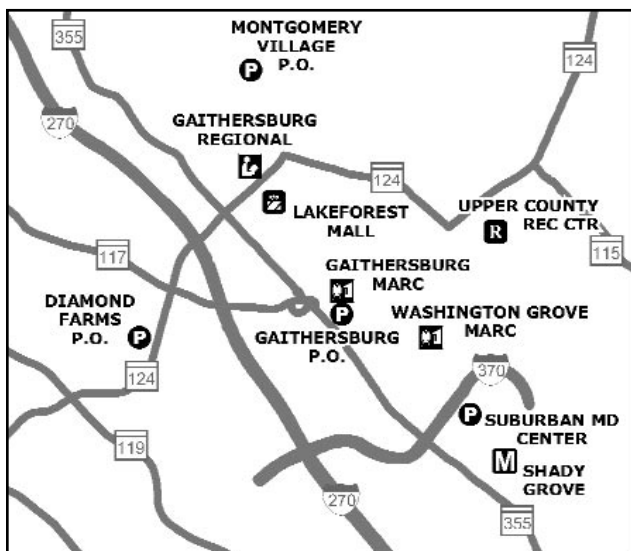 355
MONTGOMERY
VILLAGE
P.O.
P
124
270
GAITHERSBURG
REGIONAL
124
LAKEFOREST
MALL
UPPER COUNTY
REC CTR
R
117
115
GAITHERSBURG
MARC
DIAMOND
FARMS
P.O.
P
P
GAITHERSBURG
P.O.
WASHINGTON GROVE
MARC
124
370
P
SUBURBAN MD
CENTER
119
M
SHADY
GROVE
270
355